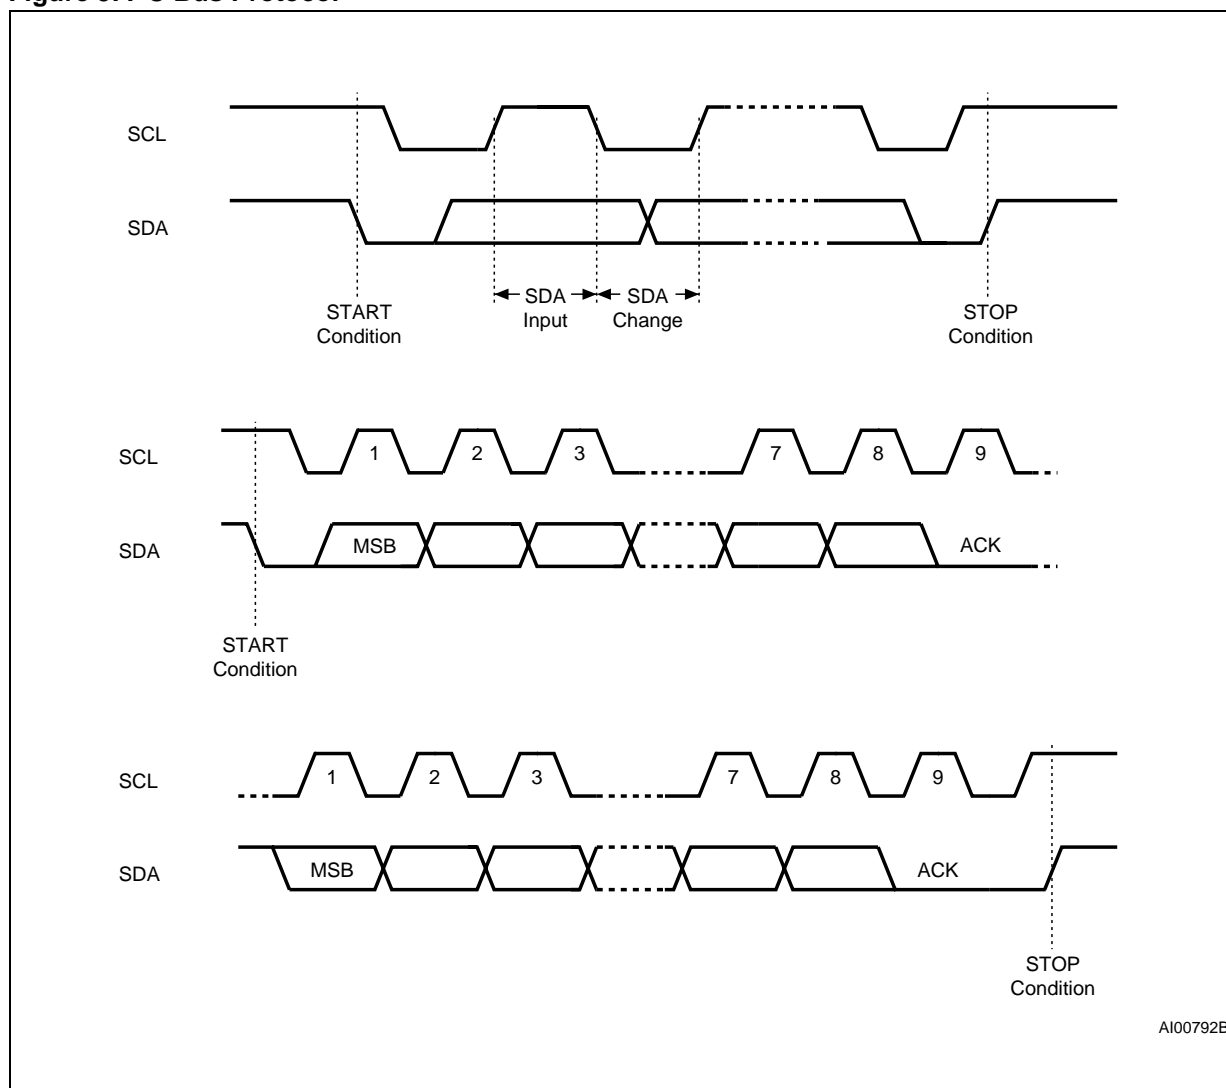 SCL
SDA
START
Condition
SDA
Input
SDA
Change
STOP
Condition
SCL
1 2 3 7 8 9
SDA
MSB
ACK
START
Condition
SCL
1 2 3 7 8 9
SDA
MSB
ACK
STOP
Condition
AI00792B